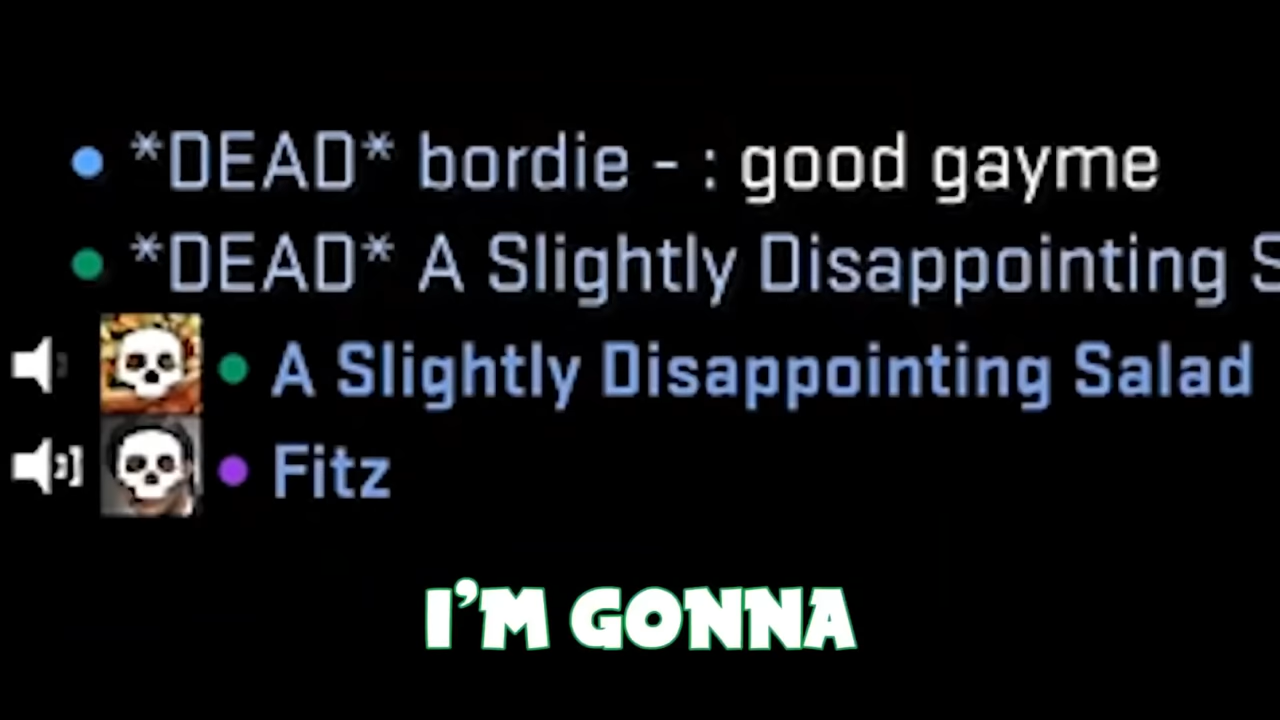 *DEAD* bordie - : good gayme
*DEAD* A Slightly Disappointing S
A Slightly Disappointing Salad
Fitz
I'M GONNA